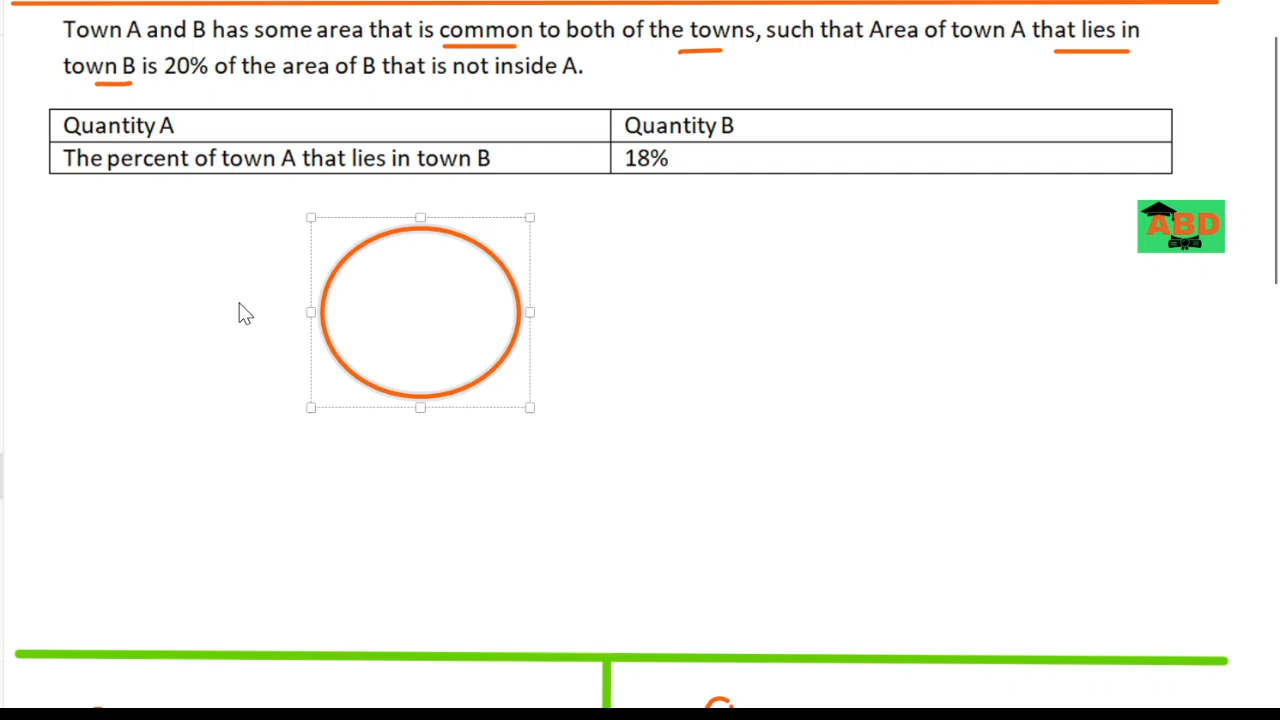 Town A and B has some area that is common to both of the towns, such that Area of town A that lies in
town B is 20% of the area of B that is not inside A.
Quantity A Quantity B
The percent of town A that lies in town B 18%
ABD